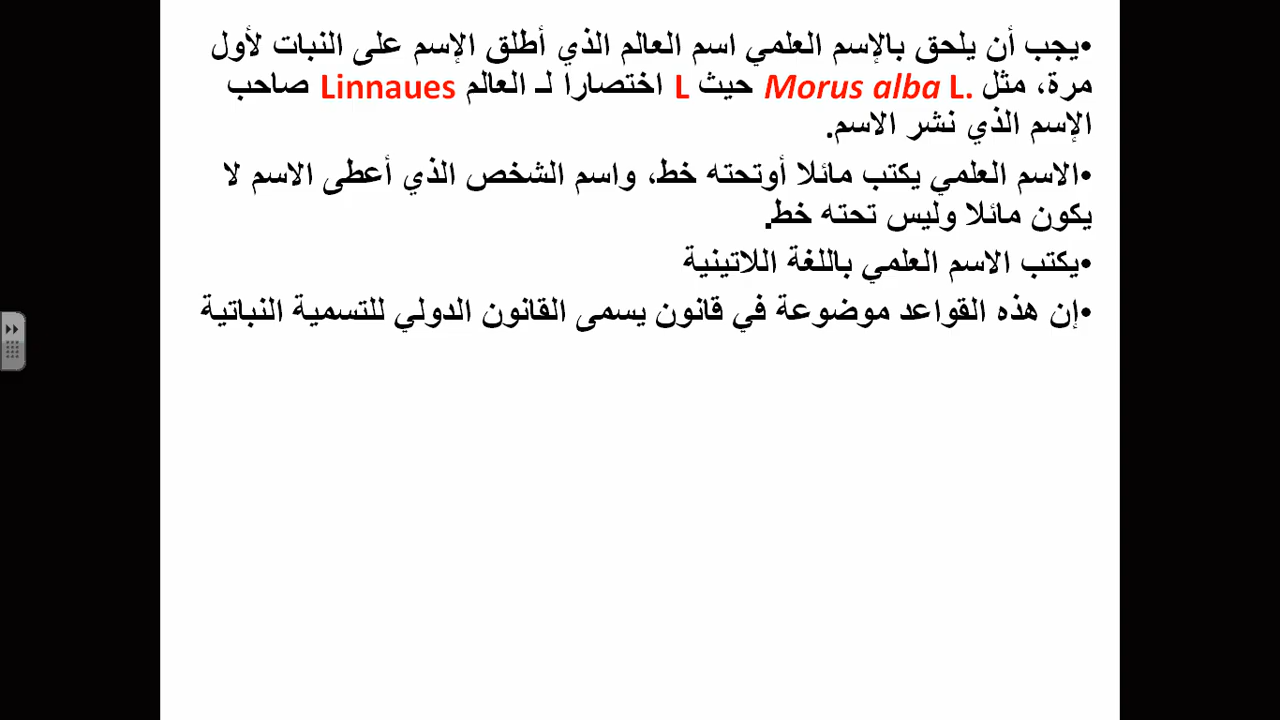 •يجب أن يلحق بالإسم العلمي اسم العالم الذي أطلق الإسم على النبات لأول
مرة، مثل Morus alba L. حيث L اختصارا لـ العالم Linnaues صاحب
الإسم الذي نشر الاسم.
•الاسم العلمي يكتب مائلا أوتحته خط، واسم الشخص الذي أعطى الاسم لا
يكون مائلا وليس تحته خط.
•يكتب الاسم العلمي باللغة اللاتينية
•إن هذه القواعد موضوعة في قانون يسمى القانون الدولي للتسمية النباتية